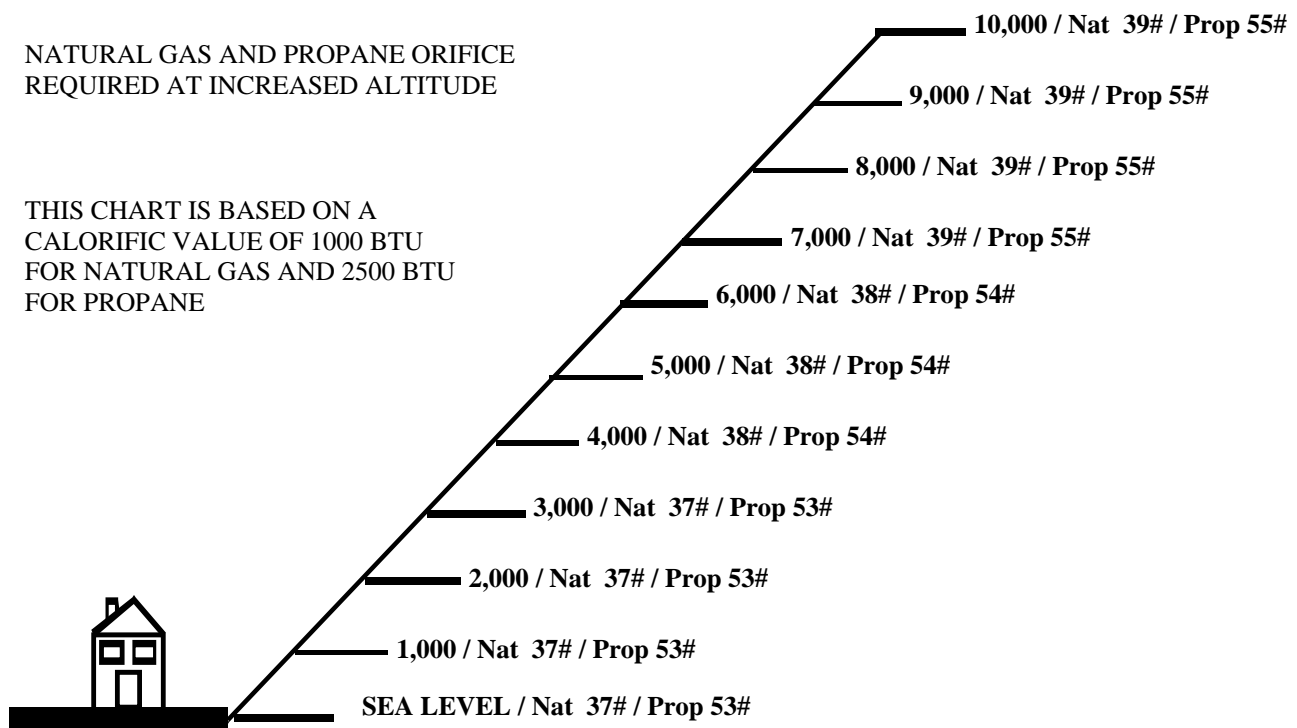 NATURAL GAS AND PROPANE ORIFICE
REQUIRED AT INCREASED ALTITUDE
THIS CHART IS BASED ON A
CALORIFIC VALUE OF 1000 BTU
FOR NATURAL GAS AND 2500 BTU
FOR PROPANE
10,000 / Nat 39# / Prop 55#
9,000 / Nat 39# / Prop 55#
8,000 / Nat 39# / Prop 55#
7,000 / Nat 39# / Prop 55#
6,000 / Nat 38# / Prop 54#
5,000 / Nat 38# / Prop 54#
4,000 / Nat 38# / Prop 54#
3,000 / Nat 37# / Prop 53#
2,000 / Nat 37# / Prop 53#
1,000 / Nat 37# / Prop 53#
SEA LEVEL / Nat 37# / Prop 53#